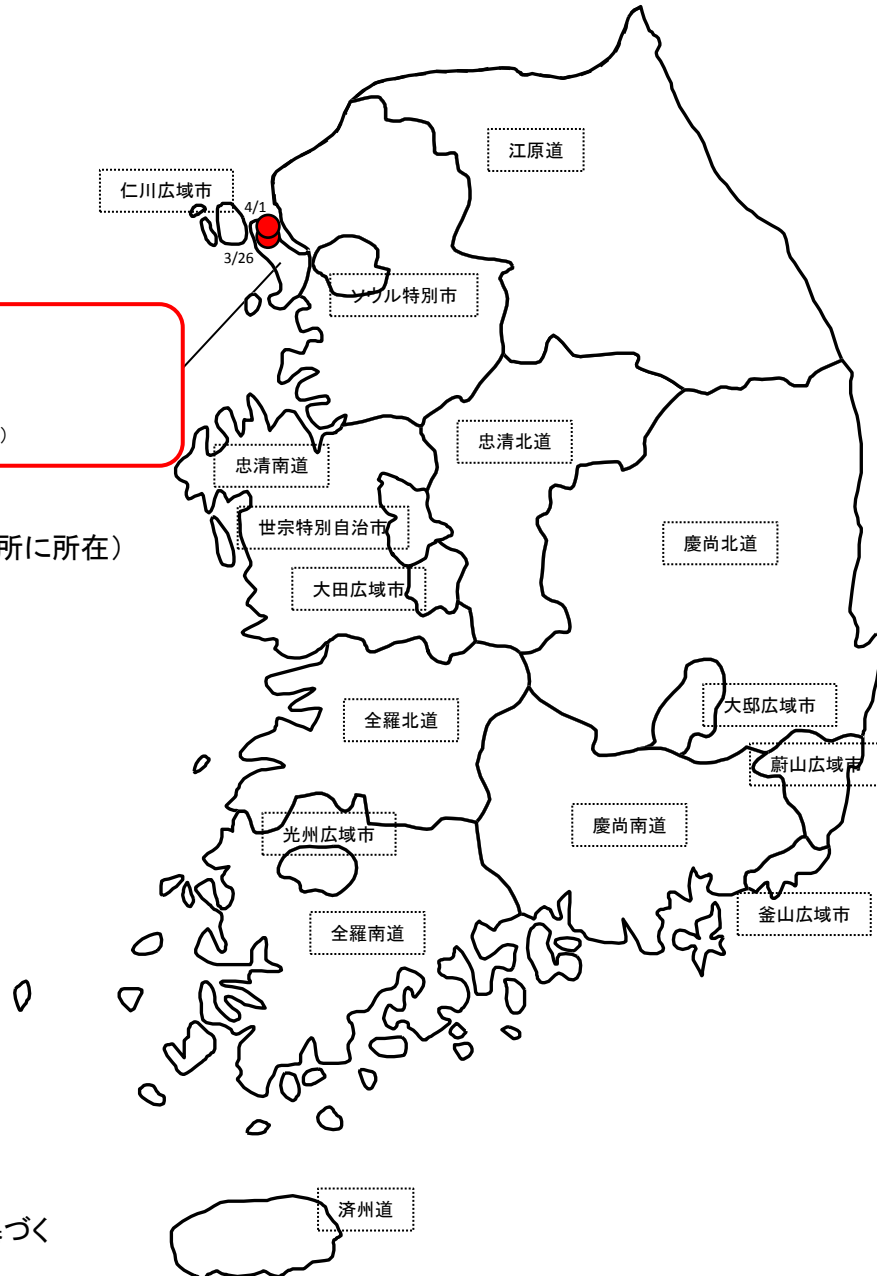 江原道
仁川広域市
4/1
3/26
ソウル特別市
）
忠清北道
忠清南道
世宗特別自治市
所に所在）
慶尚北道
大田広域市
大邱広域市
全羅北道
蔚山広域市
慶尚南道
光州広域市
釜山広域市
全羅南道
済州道
づく